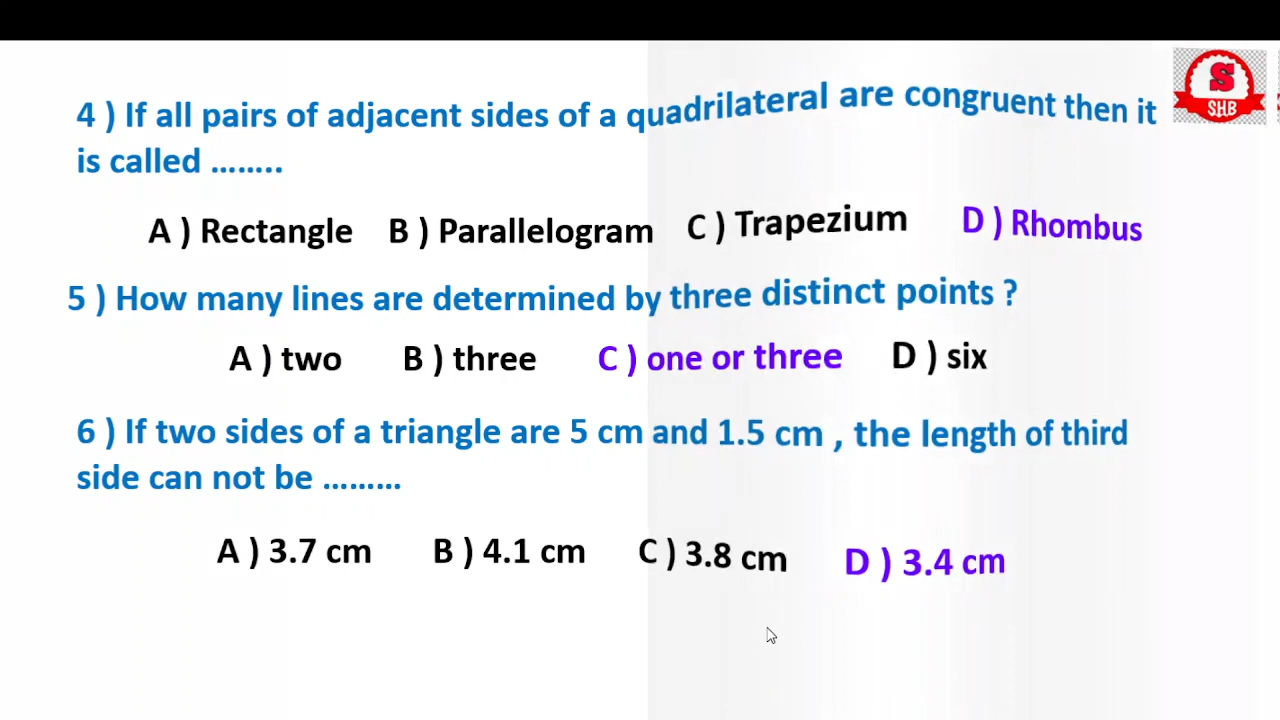 S
SHB
4 ) If all pairs of adjacent sides of a quadrilateral are congruent then it
is called ........
A ) Rectangle B ) Parallelogram C ) Trapezium D ) Rhombus
5 ) How many lines are determined by three distinct points ?
A ) two B ) three C ) one or three D ) six
6 ) If two sides of a triangle are 5 cm and 1.5 cm , the length of third
side can not be .........
A ) 3.7 cm B ) 4.1 cm C ) 3.8 cm D ) 3.4 cm